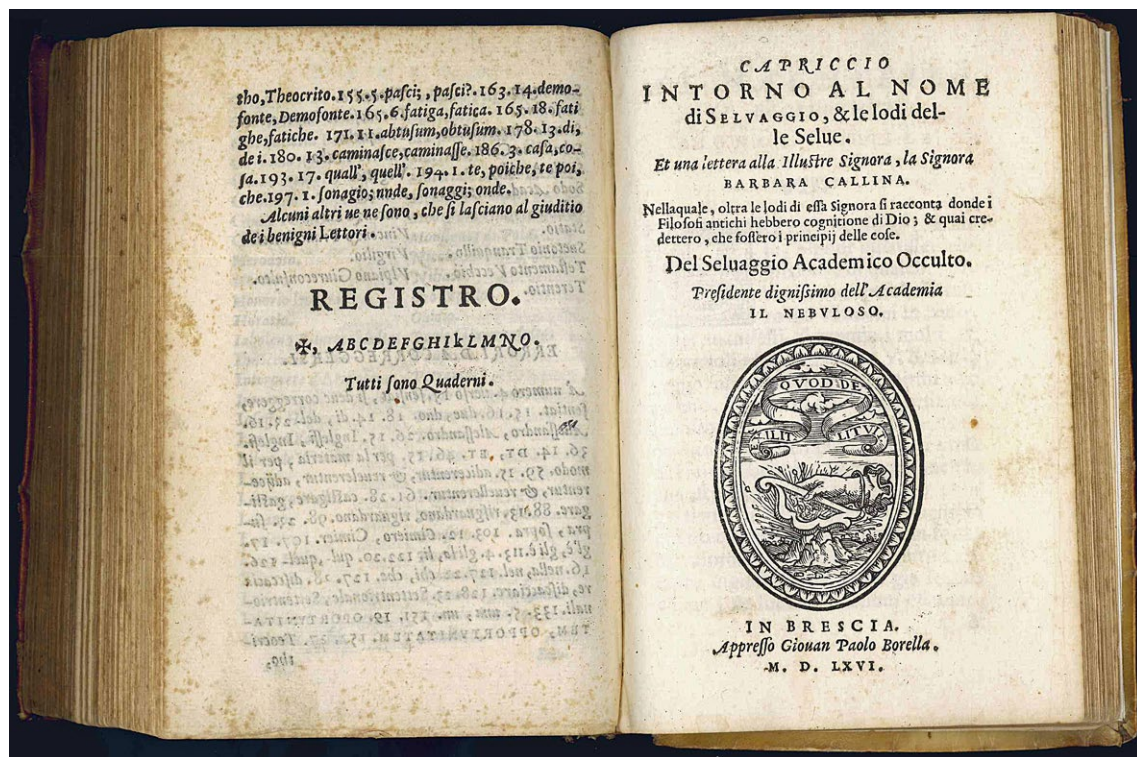 tho, Theocrito. 155. 5. pasci; , pasci?. 163. 14. demo-
fonte, Demofonte. 165. 6. fatiga, fatica. 165. 18. fati
ghe, fatiche. 171. 11. abtusum, obtusum. 178. 13. di,
de i. 180. 13. caminasce, caminasse. 186. 3. casa, co-
sa. 193. 17. quall', quell'. 194. 1. te, poiche, te poi,
che. 197. 1. sonagio; nnde, sonaggi; onde.
Alcuni altri ue ne sono, che si lasciano al giuditio
de i benigni Lettori.
REGISTRO.
✠, ABCDEFGHIkLMNO.
Tutti sono Quaderni.
CAPRICCIO
INTORNO AL NOME
di SELVAGGIO, & le lodi del-
le Selue.
Et una lettera alla Illustre Signora, la Signora
BARBARA CALLINA.
Nellaquale, oltra le lodi di essa Signora si racconta donde i
Filosofi antichi hebbero cognitione di Dio; & quai cre-
dettero, che fossero i principij delle cose.
Del Seluaggio Academico Occulto.
Presidente dignissimo dell'Academia
IL NEBVLOSO.
QVOD DE
BILIT
LITVS
IN BRESCIA.
Appresso Giouan Paolo Borella.
M. D. LXVI.